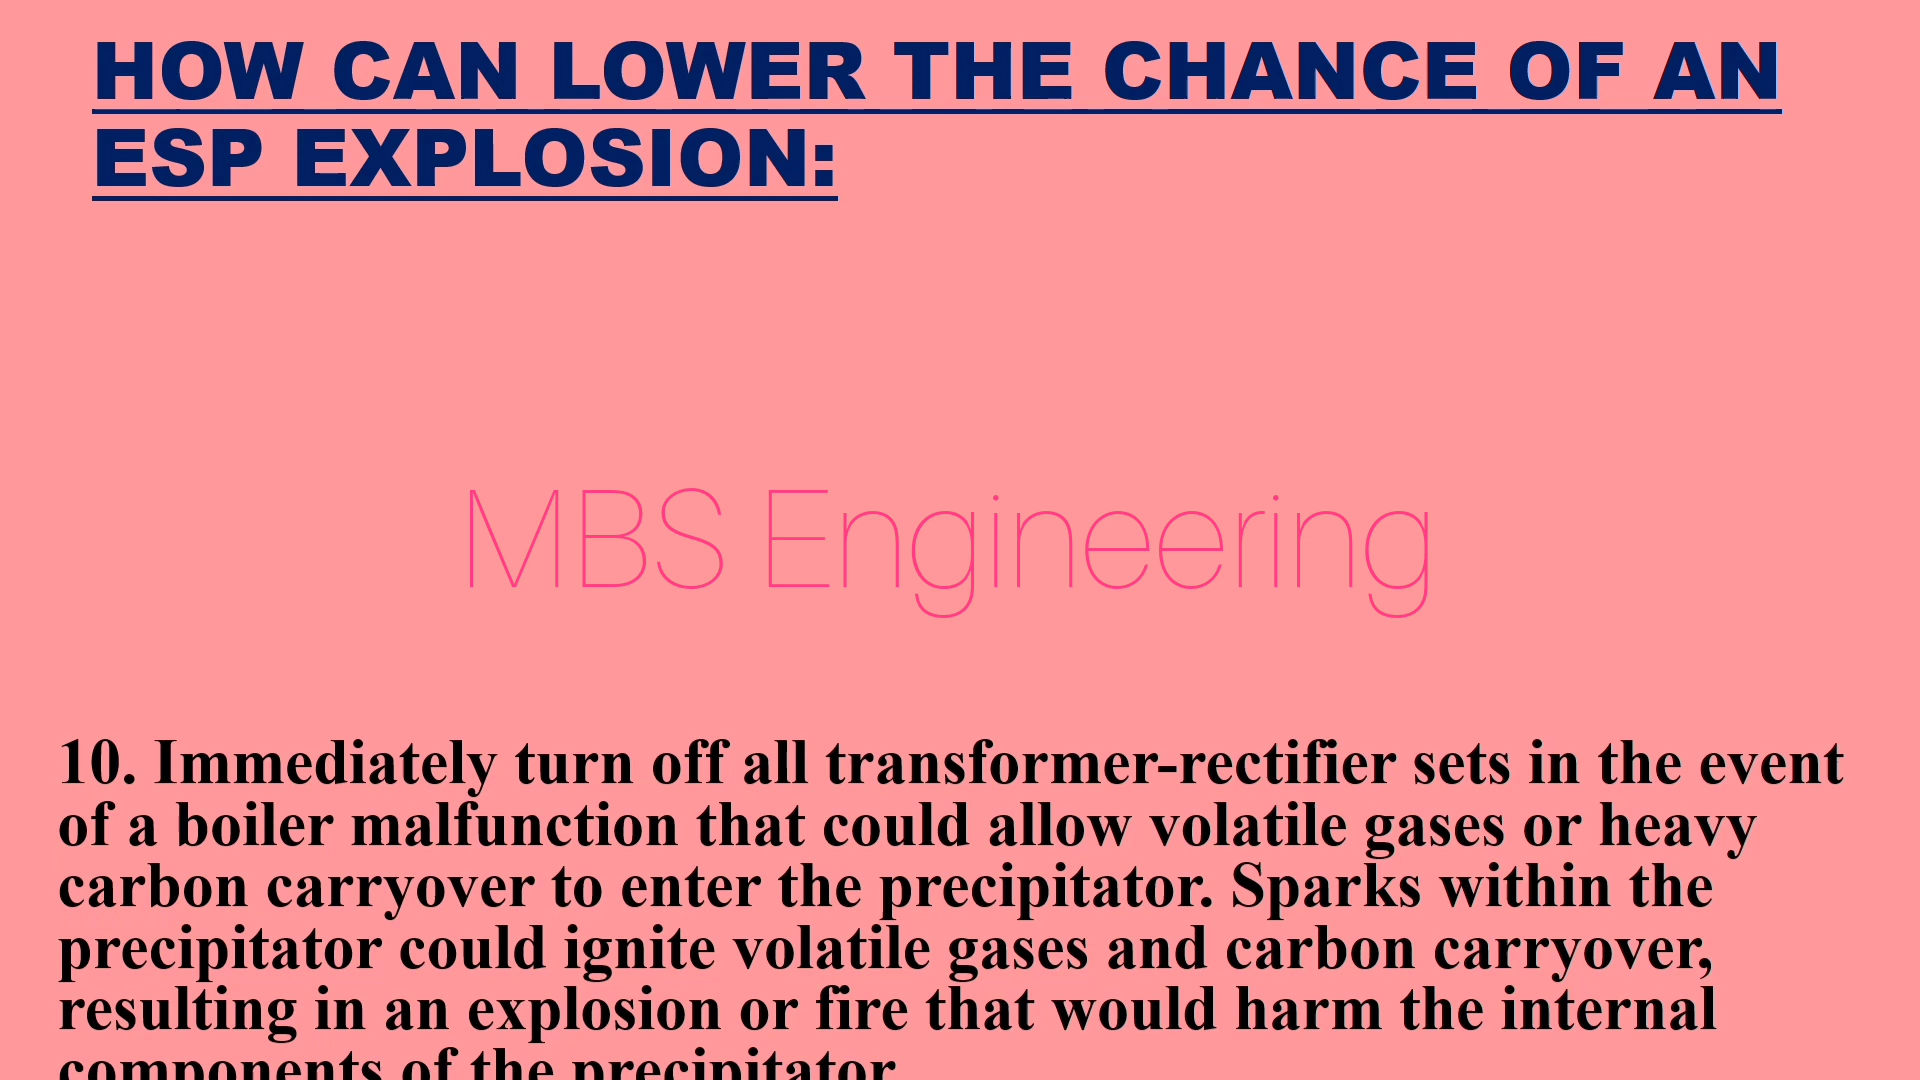 HOW CAN LOWER THE CHANCE OF AN
ESP EXPLOSION:
MBS Engineering
10. Immediately turn off all transformer-rectifier sets in the event
of a boiler malfunction that could allow volatile gases or heavy
carbon carryover to enter the precipitator. Sparks within the
precipitator could ignite volatile gases and carbon carryover,
resulting in an explosion or fire that would harm the internal
components of the precipitator